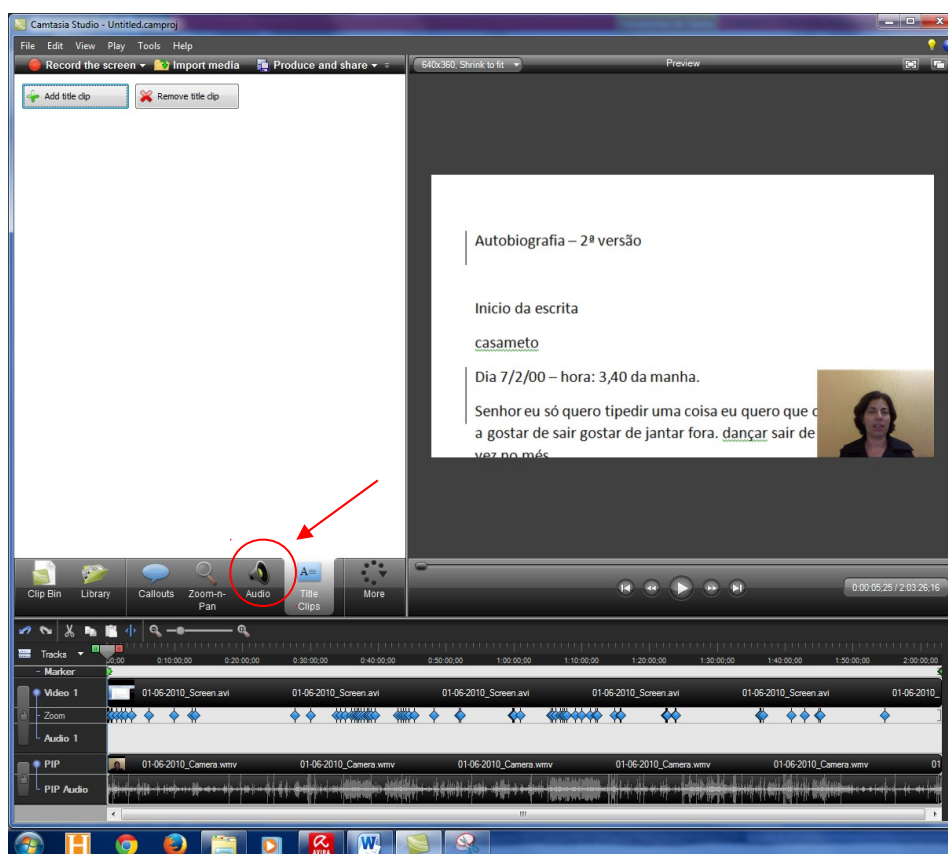 Camtasia Studio - Untitled.camproj
File Edit View Play Tools Help
Record the screen Import media Produce and share
640x360, Shrink to fit Preview
Add title clip Remove title clip
Autobiografia – 2ª versão
Inicio da escrita
casameto
Dia 7/2/00 – hora: 3,40 da manha.
Senhor eu só quero tipedir uma coisa eu quero que
a gostar de sair gostar de jantar fora. dançar sair de
vez no més
Clip Bin Library Callouts Zoom-n-Pan Audio Title Clips More
0:00:05;25 / 2:03:26;16
Tracks
0:10:00;00 0:20:00;00 0:30:00;00 0:40:00;00 0:50:00;00 1:00:00;00 1:10:00;00 1:20:00;00 1:30:00;00 1:40:00;00 1:50:00;00 2:00:00;00
Marker
Video 1 01-06-2010_Screen.avi 01-06-2010_Screen.avi 01-06-2010_Screen.avi 01-06-2010_Screen.avi 01-06-2010_Screen.avi 01-06-2010_
Zoom
Audio 1
PIP 01-06-2010_Camera.wmv 01-06-2010_Camera.wmv 01-06-2010_Camera.wmv 01-06-2010_Camera.wmv 01-06-2010_Camera.wmv 01
PIP Audio
H
AVIRA
W